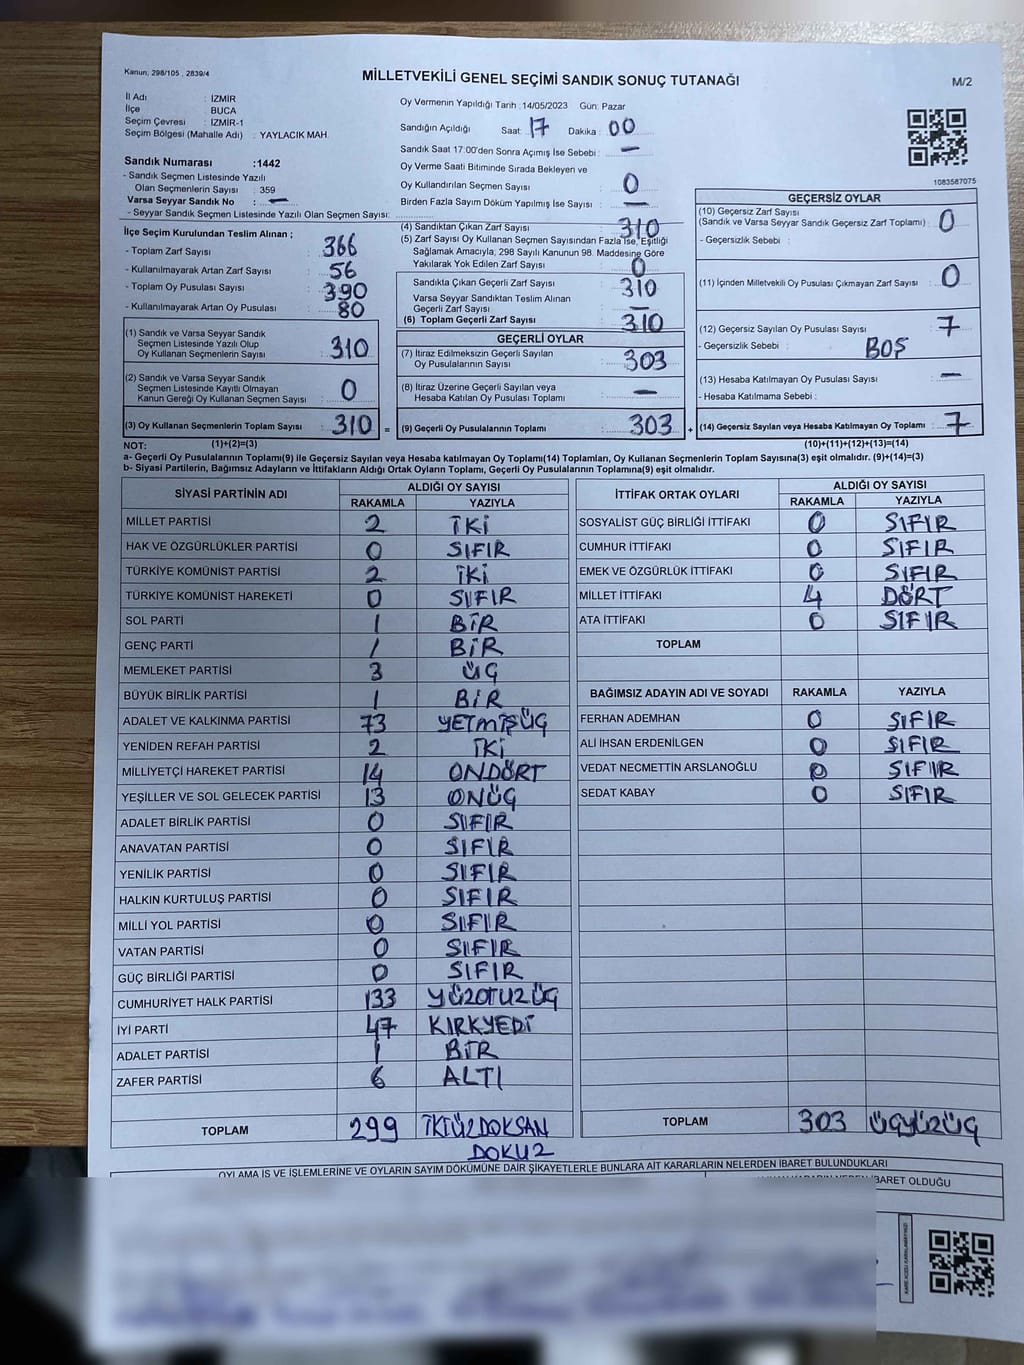 Kanun, 298/105 , 2839/4
MİLLETVEKİLİ GENEL SEÇİMİ SANDIK SONUÇ TUTANAĞI
M/2
İl Adı : İZMİR
İlçe BUCA
Seçim Çevresi : İZMİR-1
Seçim Bölgesi (Mahalle Adı) : YAYLACIK MAH.
Oy Vermenin Yapıldığı Tarih : 14/05/2023 Gün: Pazar
Sandığın Açıldığı Saat: 17 Dakika : 00
Sandık Saat 17:00'den Sonra Açımış İse Sebebi : —
Oy Verme Saati Bitiminde Sırada Bekleyen ve
Oy Kullandırılan Seçmen Sayısı : 0
Birden Fazla Sayım Döküm Yapılmış İse Sayısı : —
1083587075
Sandık Numarası :1442
- Sandık Seçmen Listesinde Yazılı
Olan Seçmenlerin Sayısı : 359
Varsa Seyyar Sandık No : —
- Seyyar Sandık Seçmen Listesinde Yazılı Olan Seçmen Sayısı:
İlçe Seçim Kurulundan Teslim Alınan ;
- Toplam Zarf Sayısı : 366
- Kullanılmayarak Artan Zarf Sayısı : 56
- Toplam Oy Pusulası Sayısı : 390
- Kullanılmayarak Artan Oy Pusulası : 80
(1) Sandık ve Varsa Seyyar Sandık
Seçmen Listesinde Yazılı Olup
Oy Kullanan Seçmenlerin Sayısı : 310
(2) Sandık ve Varsa Seyyar Sandık
Seçmen Listesinde Kayıtlı Olmayan
Kanun Gereği Oy Kullanan Seçmen Sayısı : 0
(3) Oy Kullanan Seçmenlerin Toplam Sayısı : 310 =
(4) Sandıktan Çıkan Zarf Sayısı : 310
(5) Zarf Sayısı Oy Kullanan Seçmen Sayısından Fazla İse, Eşitliği
Sağlamak Amacıyla, 298 Sayılı Kanunun 98. Maddesine Göre
Yakılarak Yok Edilen Zarf Sayısı : 0
Sandıkta Çıkan Geçerli Zarf Sayısı : 310
Varsa Seyyar Sandıktan Teslim Alınan
Geçerli Zarf Sayısı : —
(6) Toplam Geçerli Zarf Sayısı : 310
GEÇERLİ OYLAR
(7) İtiraz Edilmeksizin Geçerli Sayılan
Oy Pusulalarının Sayısı : 303
(8) İtiraz Üzerine Geçerli Sayılan veya
Hesaba Katılan Oy Pusulası Toplamı : —
(9) Geçerli Oy Pusulalarının Toplamı : 303 +
GEÇERSİZ OYLAR
(10) Geçersiz Zarf Sayısı
(Sandık ve Varsa Seyyar Sandık Geçersiz Zarf Toplamı) : 0
- Geçersizlik Sebebi :
(11) İçinden Milletvekili Oy Pusulası Çıkmayan Zarf Sayısı : 0
(12) Geçersiz Sayılan Oy Pusulası Sayısı : 7
- Geçersizlik Sebebi : BOŞ
(13) Hesaba Katılmayan Oy Pusulası Sayısı : —
- Hesaba Katılmama Sebebi :
(14) Geçersiz Sayılan veya Hesaba Katılmayan Oy Toplamı : 7
NOT: (1)+(2)=(3) (10)+(11)+(12)+(13)=(14)
a- Geçerli Oy Pusulalarının Toplamı(9) ile Geçersiz Sayılan veya Hesaba katılmayan Oy Toplamı(14) Toplamları, Oy Kullanan Seçmenlerin Toplam Sayısına(3) eşit olmalıdır. (9)+(14)=(3)
b- Siyasi Partilerin, Bağımsız Adayların ve İttifakların Aldığı Ortak Oyların Toplamı, Geçerli Oy Pusulalarının Toplamına(9) eşit olmalıdır.
SİYASİ PARTİNİN ADI ALDIĞI OY SAYISI
RAKAMLA YAZIYLA
MİLLET PARTİSİ 2 İKİ
HAK VE ÖZGÜRLÜKLER PARTİSİ 0 SIFIR
TÜRKİYE KOMÜNİST PARTİSİ 2 İKİ
TÜRKİYE KOMÜNİST HAREKETİ 0 SIFIR
SOL PARTİ 1 BİR
GENÇ PARTİ 1 BİR
MEMLEKET PARTİSİ 3 ÜÇ
BÜYÜK BİRLİK PARTİSİ 1 BİR
ADALET VE KALKINMA PARTİSİ 73 YETMİŞÜÇ
YENİDEN REFAH PARTİSİ 2 İKİ
MİLLİYETÇİ HAREKET PARTİSİ 14 ONDÖRT
YEŞİLLER VE SOL GELECEK PARTİSİ 13 ONÜÇ
ADALET BİRLİK PARTİSİ 0 SIFIR
ANAVATAN PARTİSİ 0 SIFIR
YENİLİK PARTİSİ 0 SIFIR
HALKIN KURTULUŞ PARTİSİ 0 SIFIR
MİLLİ YOL PARTİSİ 0 SIFIR
VATAN PARTİSİ 0 SIFIR
GÜÇ BİRLİĞİ PARTİSİ 0 SIFIR
CUMHURİYET HALK PARTİSİ 133 YÜZOTUZÜÇ
İYİ PARTİ 47 KIRKYEDİ
ADALET PARTİSİ 1 BİR
ZAFER PARTİSİ 6 ALTI
TOPLAM 299 İKİÜZDOKSAN
DOKUZ
İTTİFAK ORTAK OYLARI ALDIĞI OY SAYISI
RAKAMLA YAZIYLA
SOSYALİST GÜÇ BİRLİĞİ İTTİFAKI 0 SIFIR
CUMHUR İTTİFAKI 0 SIFIR
EMEK VE ÖZGÜRLÜK İTTİFAKI 0 SIFIR
MİLLET İTTİFAKI 4 DÖRT
ATA İTTİFAKI 0 SIFIR
TOPLAM
BAĞIMSIZ ADAYIN ADI VE SOYADI RAKAMLA YAZIYLA
FERHAN ADEMHAN 0 SIFIR
ALİ İHSAN ERDENİLGEN 0 SIFIR
VEDAT NECMETTİN ARSLANOĞLU 0 SIFIR
SEDAT KABAY 0 SIFIR
TOPLAM 303 ÜÇYÜZÜÇ
OYLAMA İŞ VE İŞLEMLERİNE VE OYLARIN SAYIM DÖKÜMÜNE DAİR ŞİKAYETLERLE BUNLARA AİT KARARLARIN NELERDEN İBARET BULUNDUKLARI
İBARET OLDUĞU